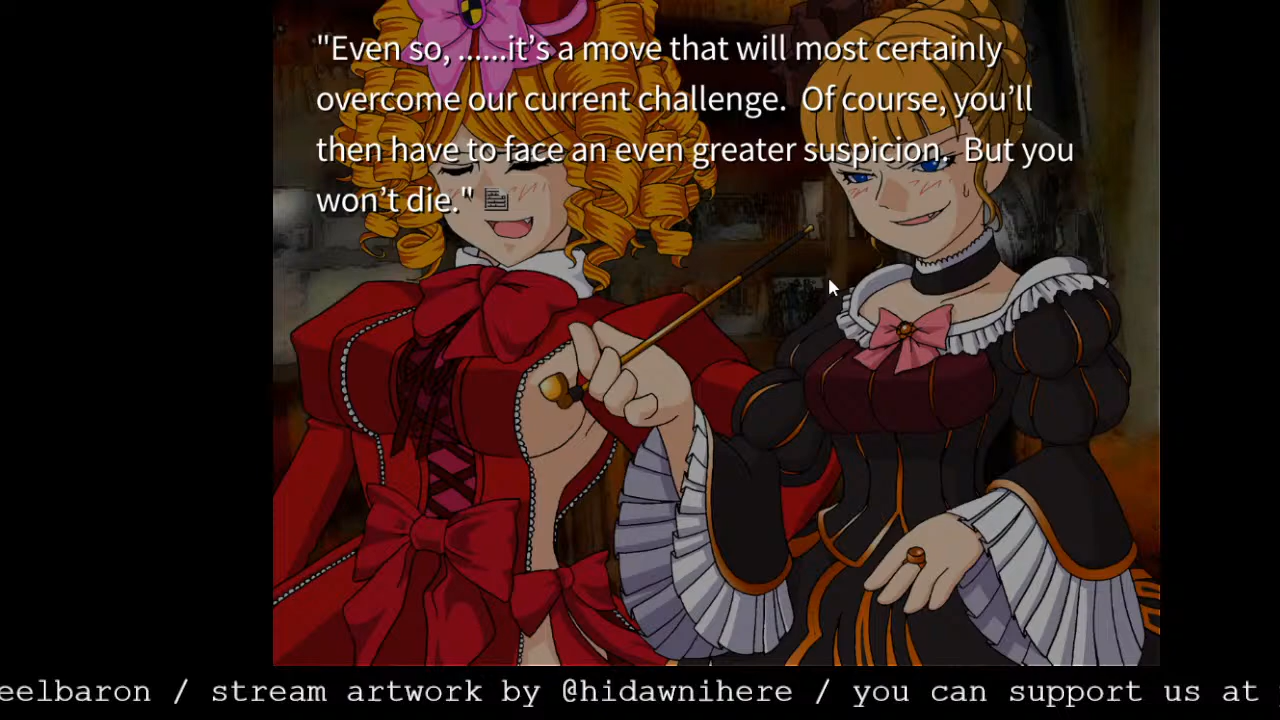 "Even so, ......it’s a move that will most certainly
overcome our current challenge.  Of course, you’ll
then have to face an even greater suspicion.  But you
won’t die."
eelbaron / stream artwork by @hidawnihere / you can support us at